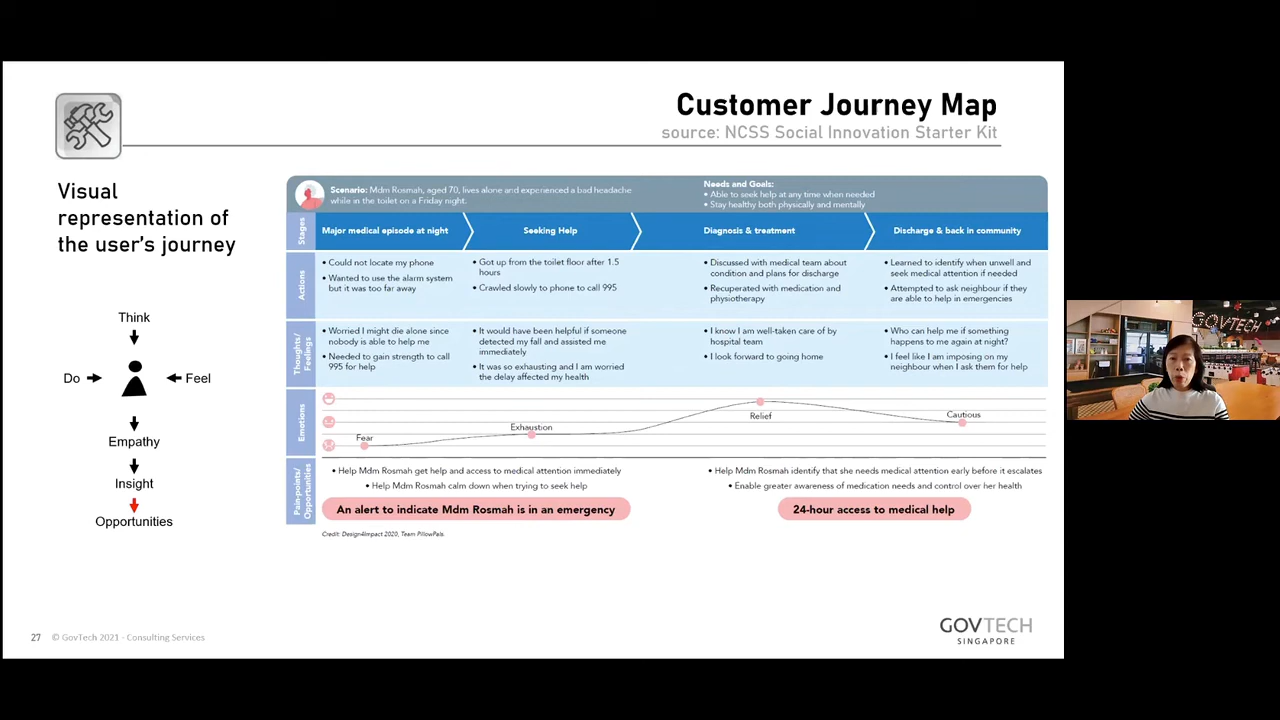 Customer Journey Map
source: NCSS Social Innovation Starter Kit
Visual
representation of
the user's journey
Think
Do
Feel
Empathy
Insight
Opportunities
Scenario: Mdm Rosmah, aged 70, lives alone and experienced a bad headache
while in the toilet on a Friday night.
Needs and Goals:
• Able to seek help at any time when needed
• Stay healthy both physically and mentally
Stages
Major medical episode at night
Seeking Help
Diagnosis & treatment
Discharge & back in community
Actions
• Could not locate my phone
• Wanted to use the alarm system
but it was too far away
• Got up from the toilet floor after 1.5
hours
• Crawled slowly to phone to call 995
• Discussed with medical team about
condition and plans for discharge
• Recuperated with medication and
physiotherapy
• Learned to identify when unwell and
seek medical attention if needed
• Attempted to ask neighbour if they
are able to help in emergencies
Thoughts/
Feelings
• Worried I might die alone since
nobody is able to help me
• Needed to gain strength to call
995 for help
• It would have been helpful if someone
detected my fall and assisted me
immediately
• It was so exhausting and I am worried
the delay affected my health
• I know I am well-taken care of by
hospital team
• I look forward to going home
• Who can help me if something
happens to me again at night?
• I feel like I am imposing on my
neighbour when I ask them for help
Emotions
Fear
Exhaustion
Relief
Cautious
Pain-points/
Opportunities
• Help Mdm Rosmah get help and access to medical attention immediately
• Help Mdm Rosmah calm down when trying to seek help
An alert to indicate Mdm Rosmah is in an emergency
• Help Mdm Rosmah identify that she needs medical attention early before it escalates
• Enable greater awareness of medication needs and control over her health
24-hour access to medical help
Credit: Design4Impact 2020, Team PillowPals.
27 © GovTech 2021 - Consulting Services
GOVTECH
SINGAPORE
GOVTECH